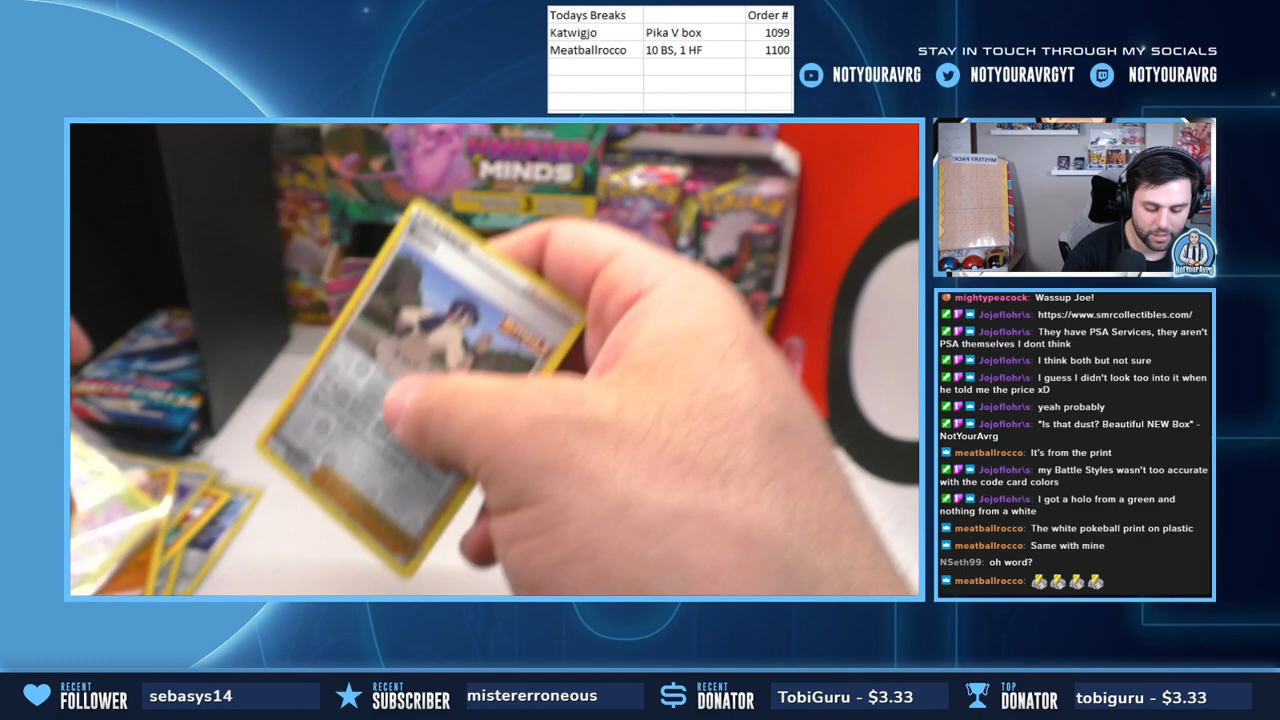 Todays Breaks Order #
Katwigjo Pika V box 1099
Meatballrocco 10 BS, 1 HF 1100
STAY IN TOUCH THROUGH MY SOCIALS
NOTYOURAVRG NOTYOURAVRGYT NOTYOURAVRG
UNIFIED
MINDS
3
MYSTERY PACK
NOTYOURAVRG
mightypeacock: Wassup Joe!
Jojoflohr\s: https://www.smrcollectibles.com/
Jojoflohr\s: They have PSA Services, they aren't
PSA themselves I dont think
Jojoflohr\s: I think both but not sure
Jojoflohr\s: I guess I didn't look too into it when
he told me the price xD
Jojoflohr\s: yeah probably
Jojoflohr\s: "Is that dust? Beautiful NEW Box" -
NotYourAvrg
meatballrocco: It's from the print
Jojoflohr\s: my Battle Styles wasn't too accurate
with the code card colors
Jojoflohr\s: I got a holo from a green and
nothing from a white
meatballrocco: The white pokeball print on plastic
meatballrocco: Same with mine
NSeth99: oh word?
meatballrocco:
RECENT FOLLOWER sebasys14
RECENT SUBSCRIBER mistererroneous
RECENT DONATOR TobiGuru - $3.33
TOP DONATOR tobiguru - $3.33